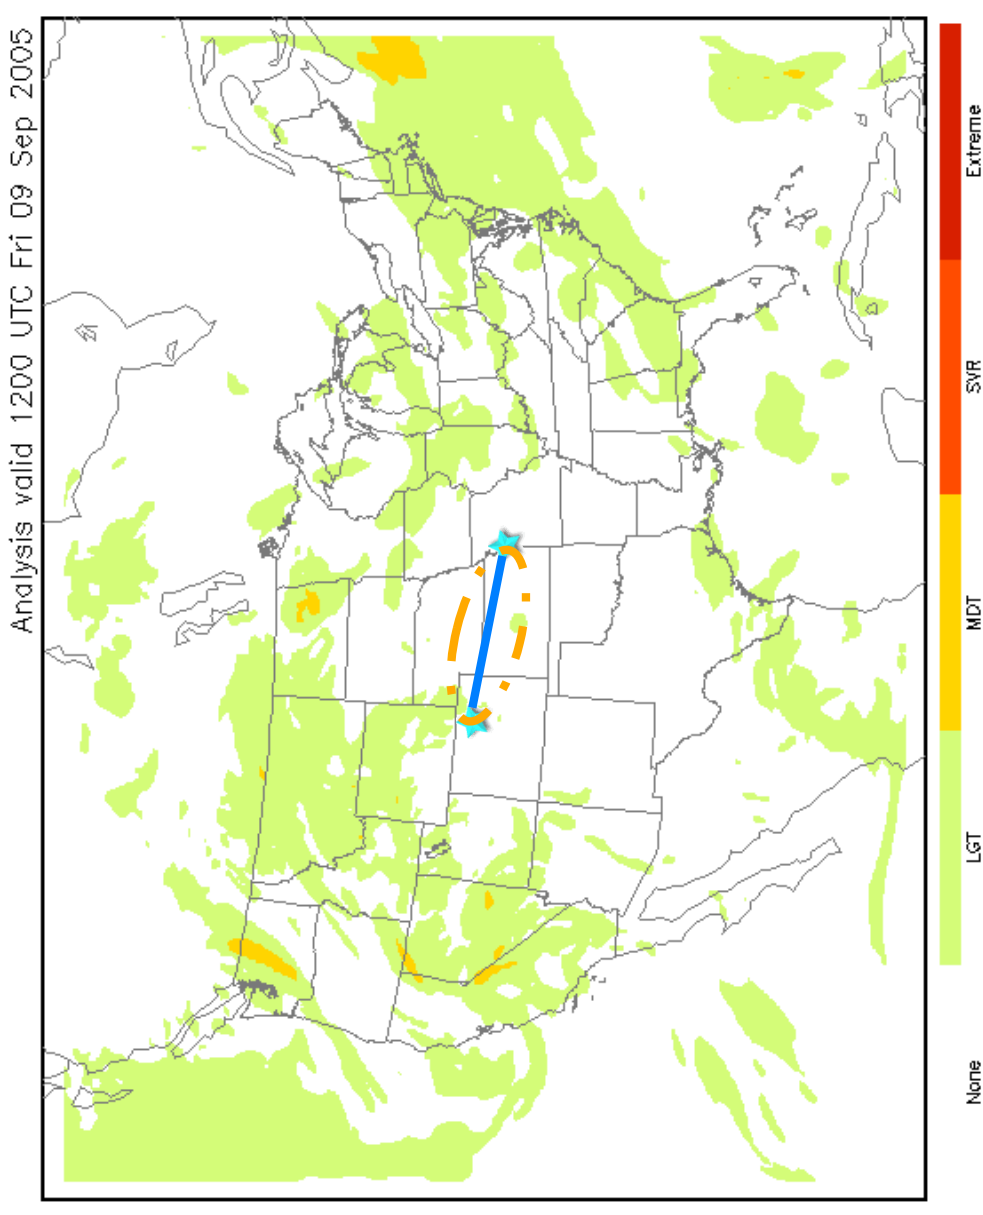 Analysis valid 1200 UTC Fri 09 Sep 2005
None
LGT
MDT
SVR
Extreme